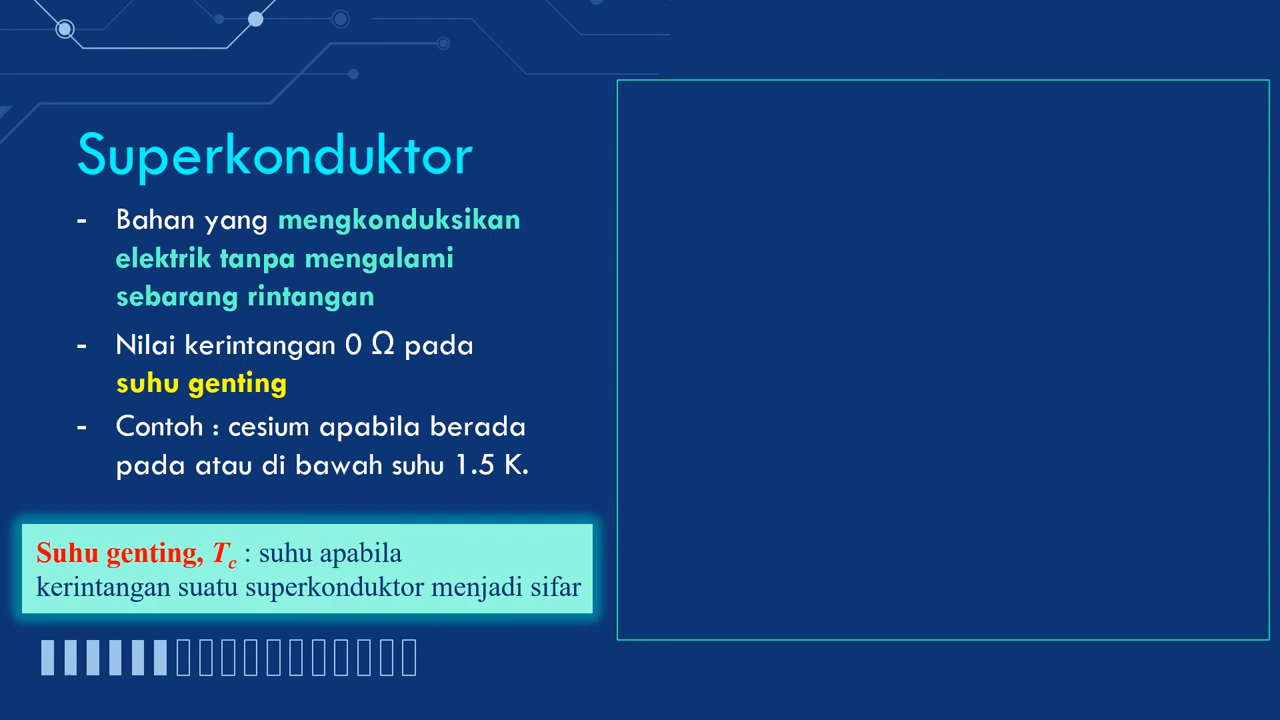 Superkonduktor
- Bahan yang mengkonduksikan
elektrik tanpa mengalami
sebarang rintangan
- Nilai kerintangan 0 Ω pada
suhu genting
- Contoh : cesium apabila berada
pada atau di bawah suhu 1.5 K.
Suhu genting, Tc : suhu apabila
kerintangan suatu superkonduktor menjadi sifar